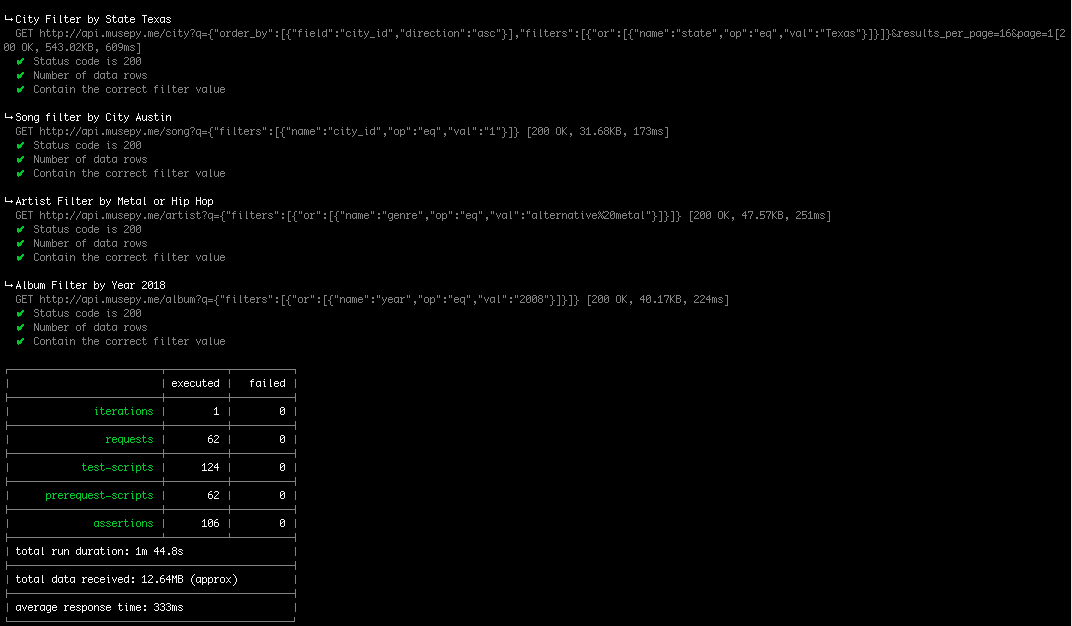 ↳City Filter by State Texas
GET http://api.musepy.me/city?q={"order_by":[{"field":"city_id","direction":"asc"}],"filters":[{"or":[{"name":"state","op":"eq","val":"Texas"}]}]}&results_per_page=16&page=1[2
00 OK, 543.02KB, 609ms]
✔ Status code is 200
✔ Number of data rows
✔ Contain the correct filter value
↳Song filter by City Austin
GET http://api.musepy.me/song?q={"filters":[{"name":"city_id","op":"eq","val":"1"}]} [200 OK, 31.68KB, 173ms]
✔ Status code is 200
✔ Number of data rows
✔ Contain the correct filter value
↳Artist Filter by Metal or Hip Hop
GET http://api.musepy.me/artist?q={"filters":[{"or":[{"name":"genre","op":"eq","val":"alternative%20metal"}]}]} [200 OK, 47.57KB, 251ms]
✔ Status code is 200
✔ Number of data rows
✔ Contain the correct filter value
↳Album Filter by Year 2018
GET http://api.musepy.me/album?q={"filters":[{"or":[{"name":"year","op":"eq","val":"2008"}]}]} [200 OK, 40.17KB, 224ms]
✔ Status code is 200
✔ Number of data rows
✔ Contain the correct filter value
executed failed
iterations 1 0
requests 62 0
test-scripts 124 0
prerequest-scripts 62 0
assertions 106 0
total run duration: 1m 44.8s
total data received: 12.64MB (approx)
average response time: 333ms